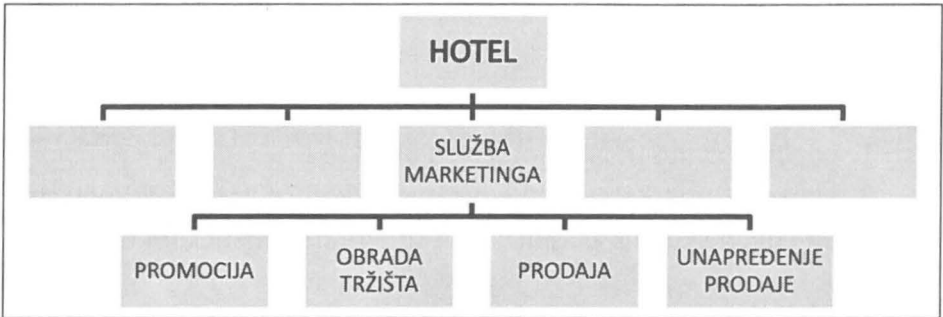 HOTEL
SLUŽBA
MARKETINGA
PROMOCIJA
OBRADA
TRŽIŠTA
PRODAJA
UNAPREĐENJE
PRODAJE